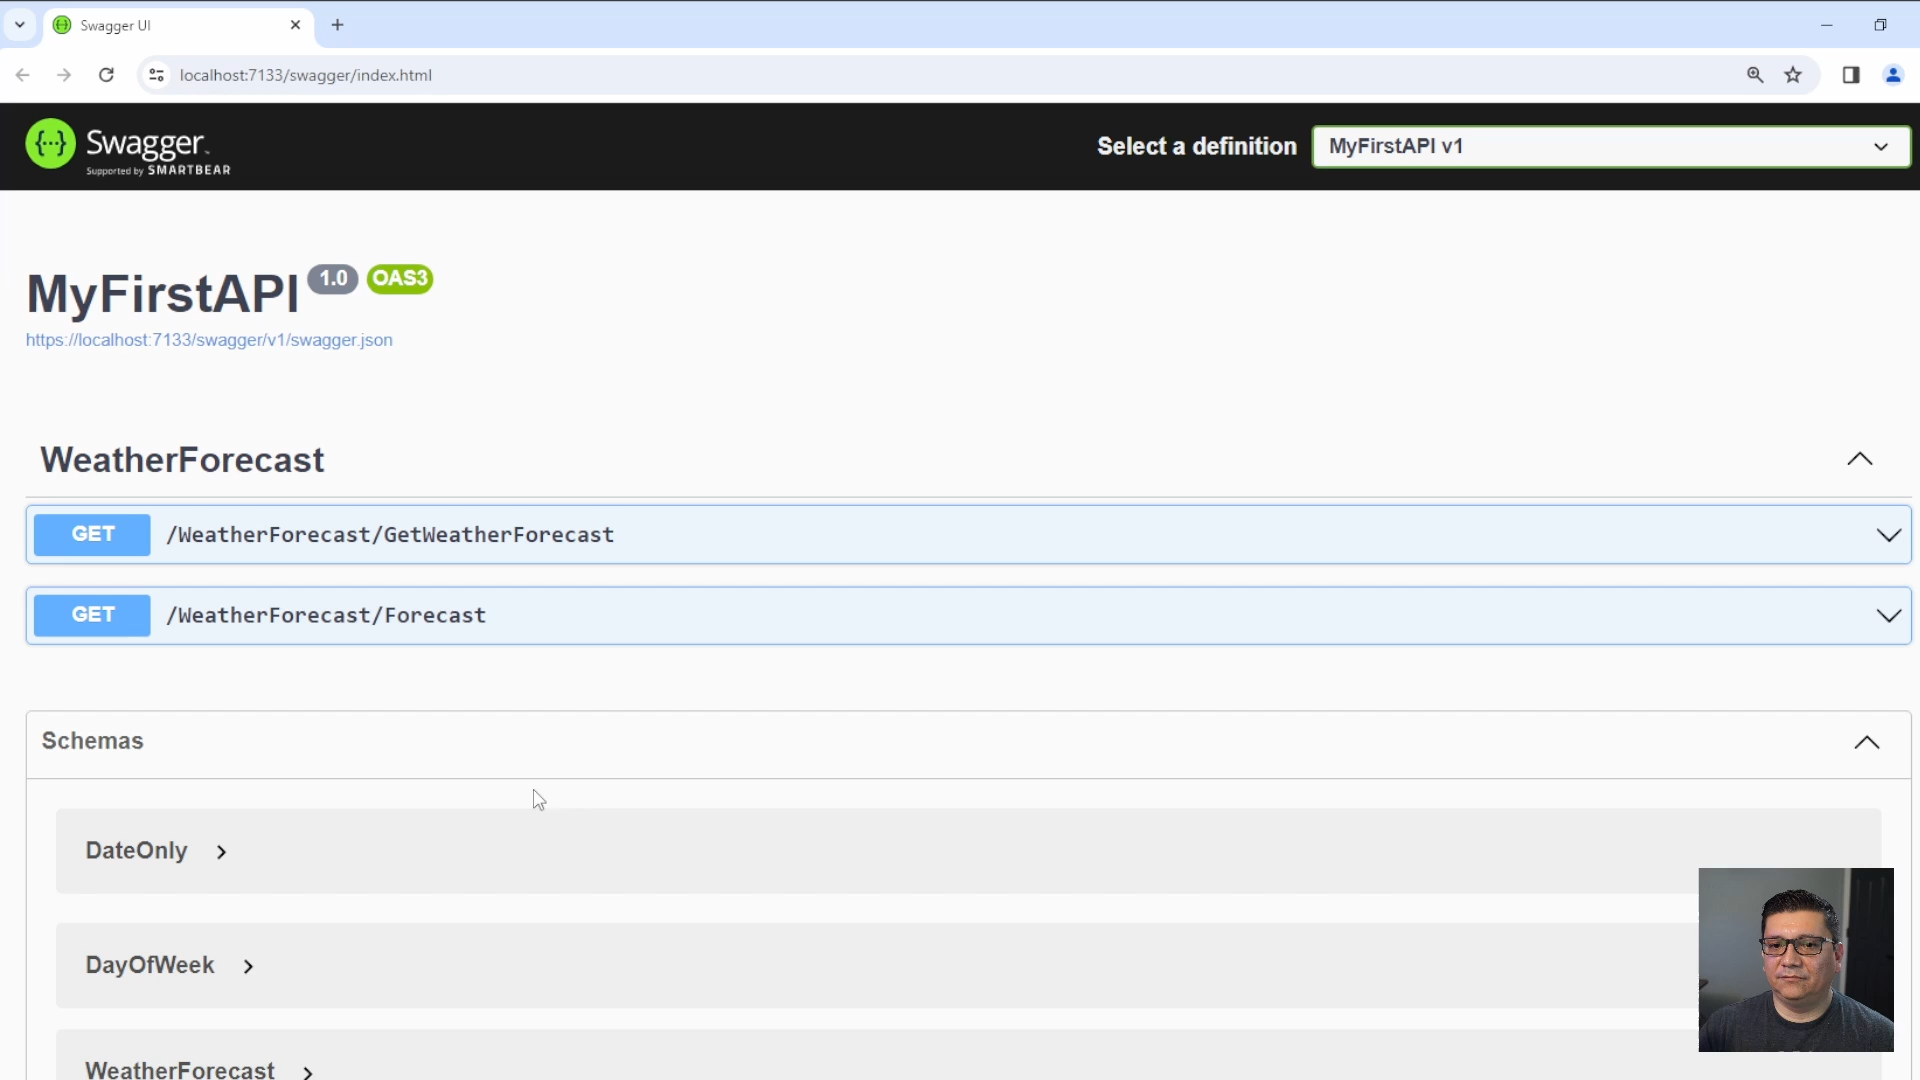 Swagger UI
localhost:7133/swagger/index.html
Swagger
Supported by SMARTBEAR
Select a definition
MyFirstAPI v1
MyFirstAPI 1.0 OAS3
https://localhost:7133/swagger/v1/swagger.json
WeatherForecast
GET /WeatherForecast/GetWeatherForecast
GET /WeatherForecast/Forecast
Schemas
DateOnly
DayOfWeek
WeatherForecast